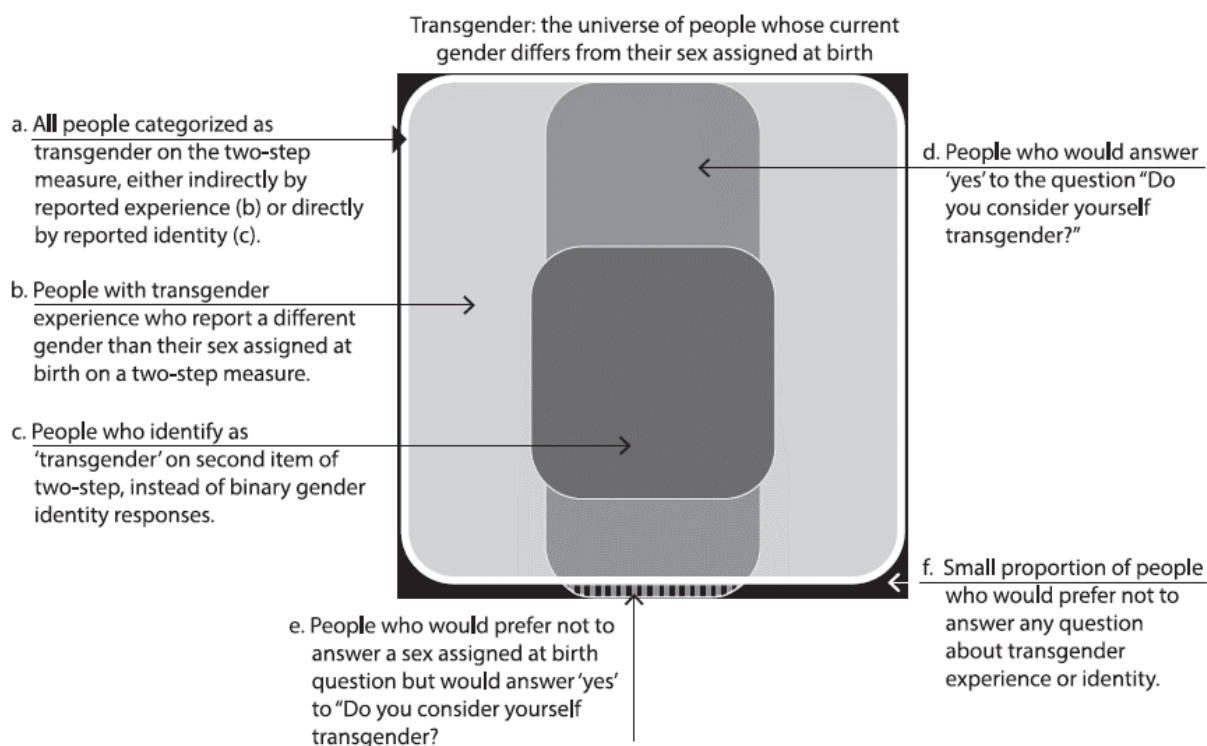 Transgender: the universe of people whose current
gender differs from their sex assigned at birth
a. All people categorized as
transgender on the two-step
measure, either indirectly by
reported experience (b) or directly
by reported identity (c).
b. People with transgender
experience who report a different
gender than their sex assigned at
birth on a two-step measure.
c. People who identify as
'transgender' on second item of
two-step, instead of binary gender
identity responses.
d. People who would answer
'yes' to the question "Do
you consider yourself
transgender?"
e. People who would prefer not to
answer a sex assigned at birth
question but would answer 'yes'
to "Do you consider yourself
transgender?
f. Small proportion of people
who would prefer not to
answer any question
about transgender
experience or identity.